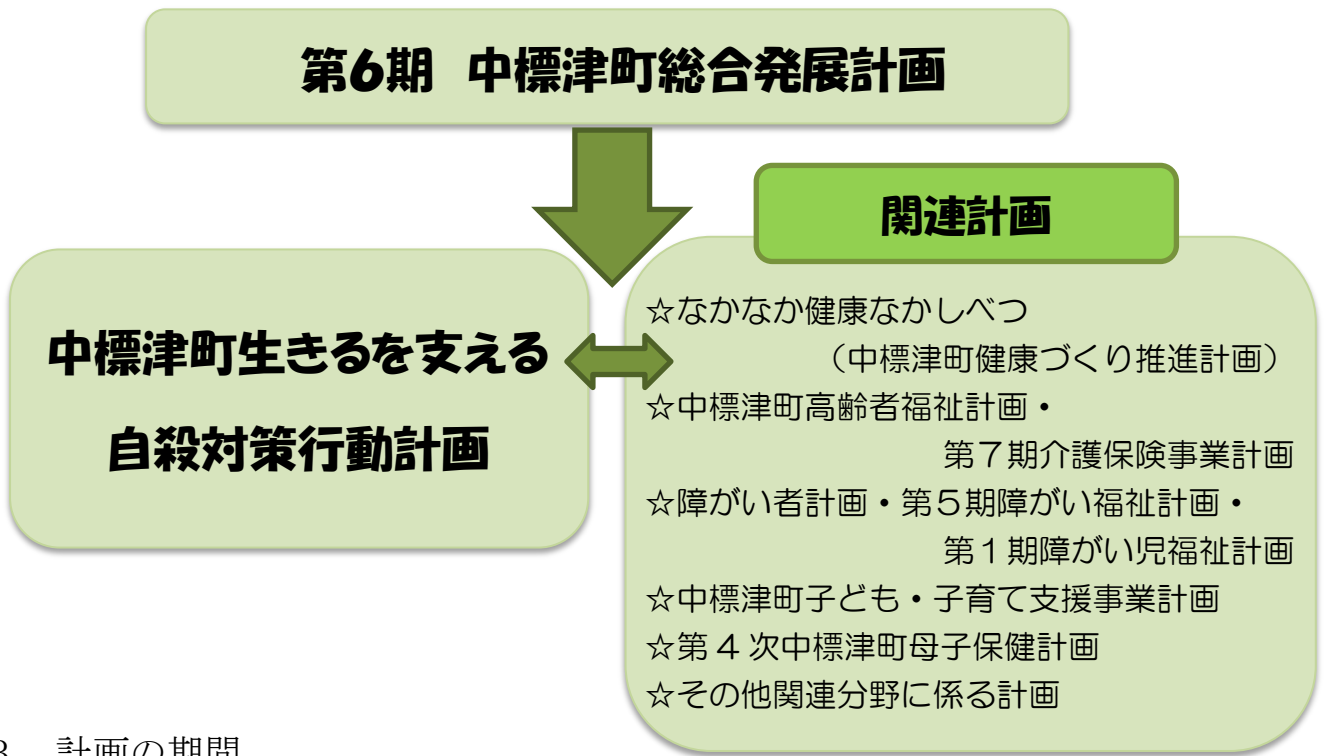 第6期 中標津町総合発展計画
関連計画
中標津町生きるを支える
自殺対策行動計画
☆なかなか健康なかしべつ
（中標津町健康づくり推進計画）
☆中標津町高齢者福祉計画・
第７期介護保険事業計画
☆障がい者計画・第５期障がい福祉計画・
第１期障がい児福祉計画
☆中標津町子ども・子育て支援事業計画
☆第４次中標津町母子保健計画
☆その他関連分野に係る計画
3 計画の期間